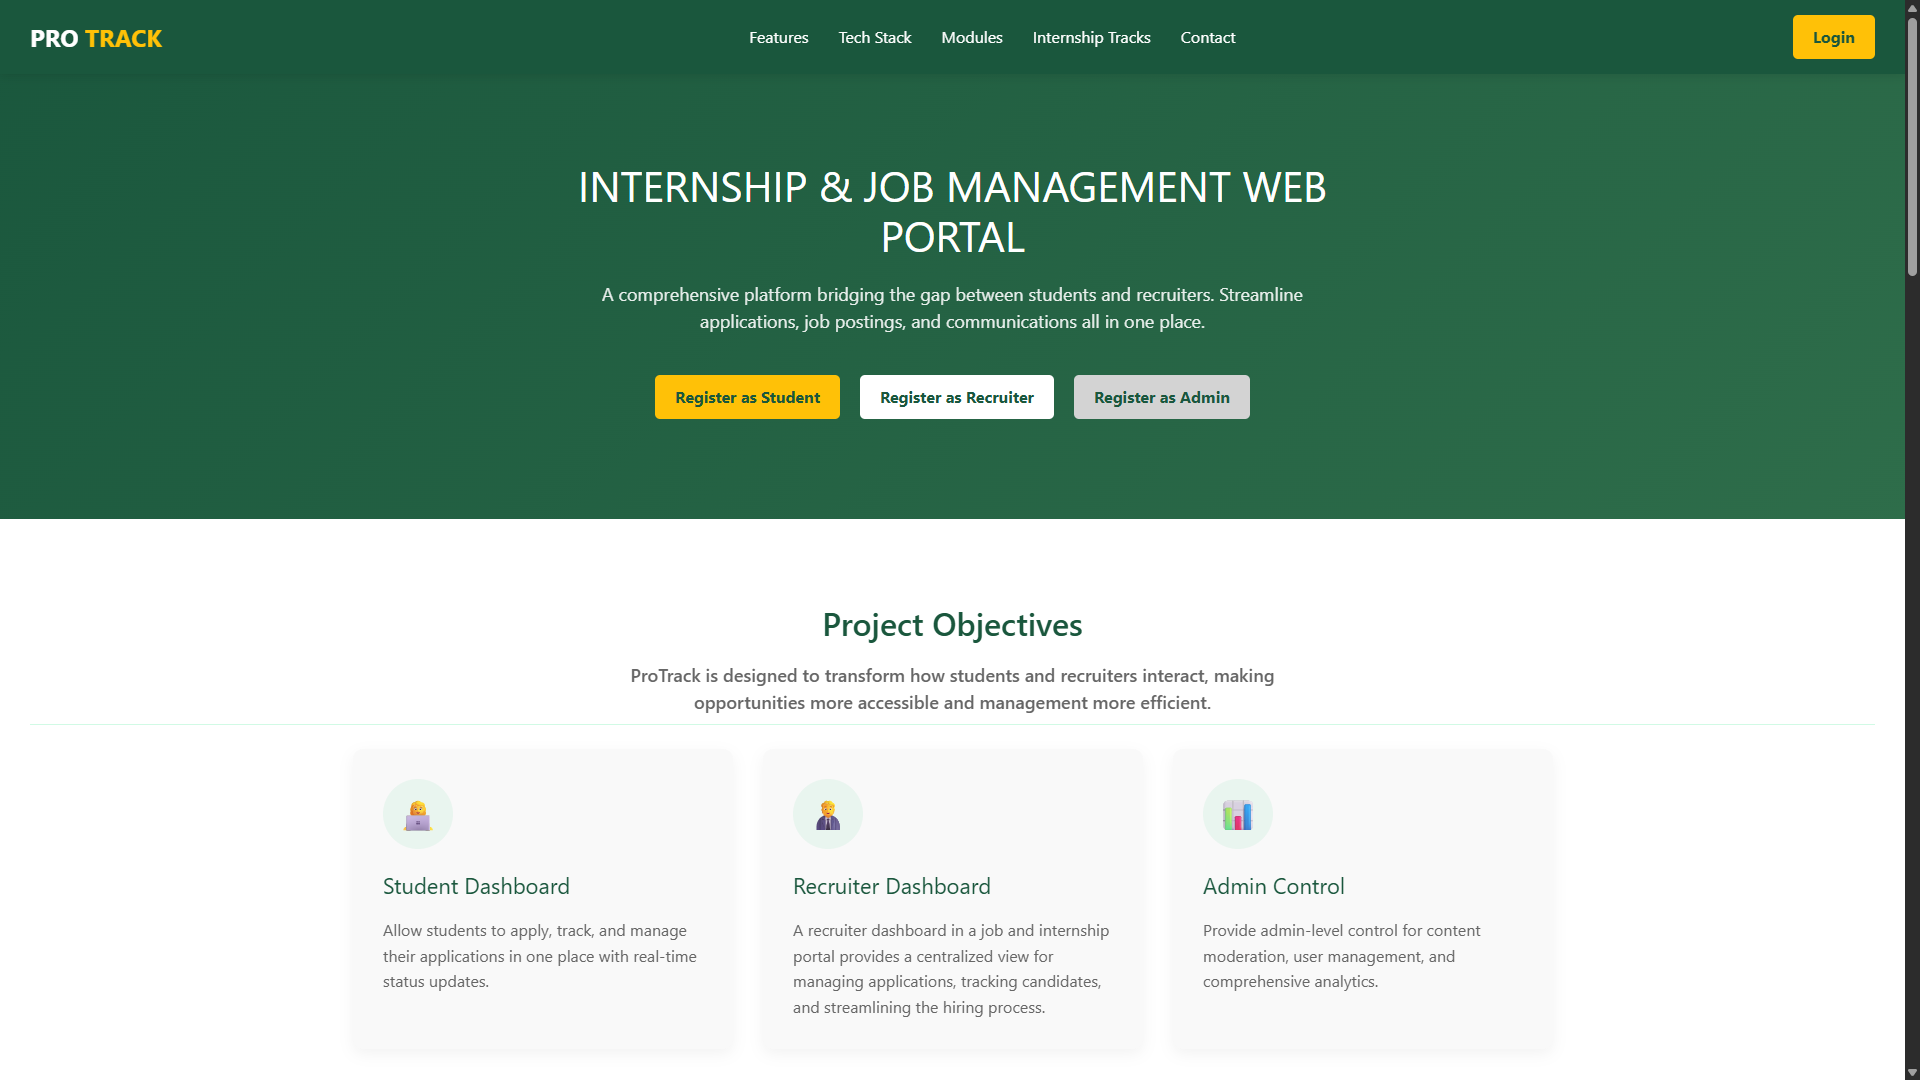 PRO TRACK
Features
Tech Stack
Modules
Internship Tracks
Contact
Login
INTERNSHIP & JOB MANAGEMENT WEB
PORTAL
A comprehensive platform bridging the gap between students and recruiters. Streamline
applications, job postings, and communications all in one place.
Register as Student
Register as Recruiter
Register as Admin
Project Objectives
ProTrack is designed to transform how students and recruiters interact, making
opportunities more accessible and management more efficient.
Student Dashboard
Allow students to apply, track, and manage
their applications in one place with real-time
status updates.
Recruiter Dashboard
A recruiter dashboard in a job and internship
portal provides a centralized view for
managing applications, tracking candidates,
and streamlining the hiring process.
Admin Control
Provide admin-level control for content
moderation, user management, and
comprehensive analytics.